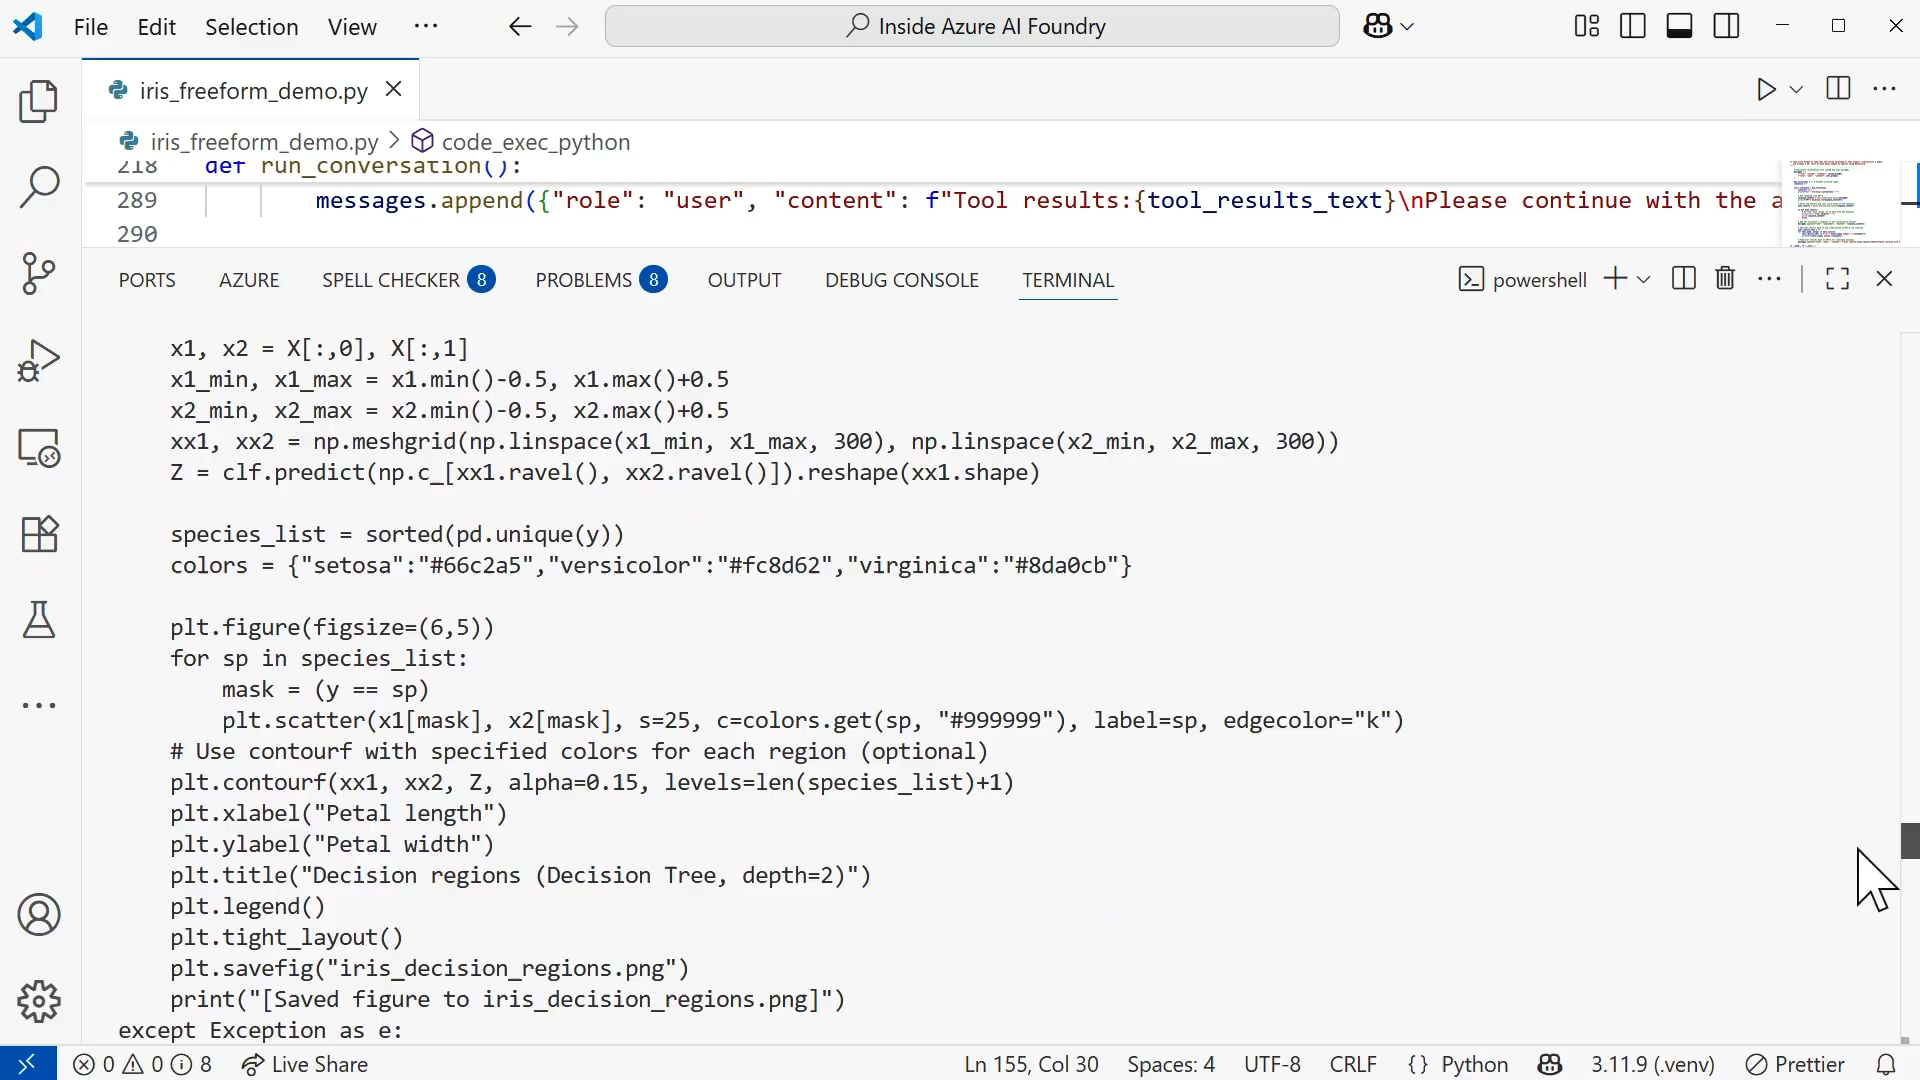 File Edit Selection View ··· Inside Azure AI Foundry
iris_freeform_demo.py
iris_freeform_demo.py > code_exec_python
218 def run_conversation():
289 messages.append({"role": "user", "content": f"Tool results:{tool_results_text}\nPlease continue with the a
290
PORTS AZURE SPELL CHECKER 8 PROBLEMS 8 OUTPUT DEBUG CONSOLE TERMINAL powershell
x1, x2 = X[:,0], X[:,1]
x1_min, x1_max = x1.min()-0.5, x1.max()+0.5
x2_min, x2_max = x2.min()-0.5, x2.max()+0.5
xx1, xx2 = np.meshgrid(np.linspace(x1_min, x1_max, 300), np.linspace(x2_min, x2_max, 300))
Z = clf.predict(np.c_[xx1.ravel(), xx2.ravel()]).reshape(xx1.shape)
species_list = sorted(pd.unique(y))
colors = {"setosa":"#66c2a5","versicolor":"#fc8d62","virginica":"#8da0cb"}
plt.figure(figsize=(6,5))
for sp in species_list:
mask = (y == sp)
plt.scatter(x1[mask], x2[mask], s=25, c=colors.get(sp, "#999999"), label=sp, edgecolor="k")
# Use contourf with specified colors for each region (optional)
plt.contourf(xx1, xx2, Z, alpha=0.15, levels=len(species_list)+1)
plt.xlabel("Petal length")
plt.ylabel("Petal width")
plt.title("Decision regions (Decision Tree, depth=2)")
plt.legend()
plt.tight_layout()
plt.savefig("iris_decision_regions.png")
print("[Saved figure to iris_decision_regions.png]")
except Exception as e:
0 0 8 Live Share Ln 155, Col 30 Spaces: 4 UTF-8 CRLF {} Python 3.11.9 (.venv) Prettier